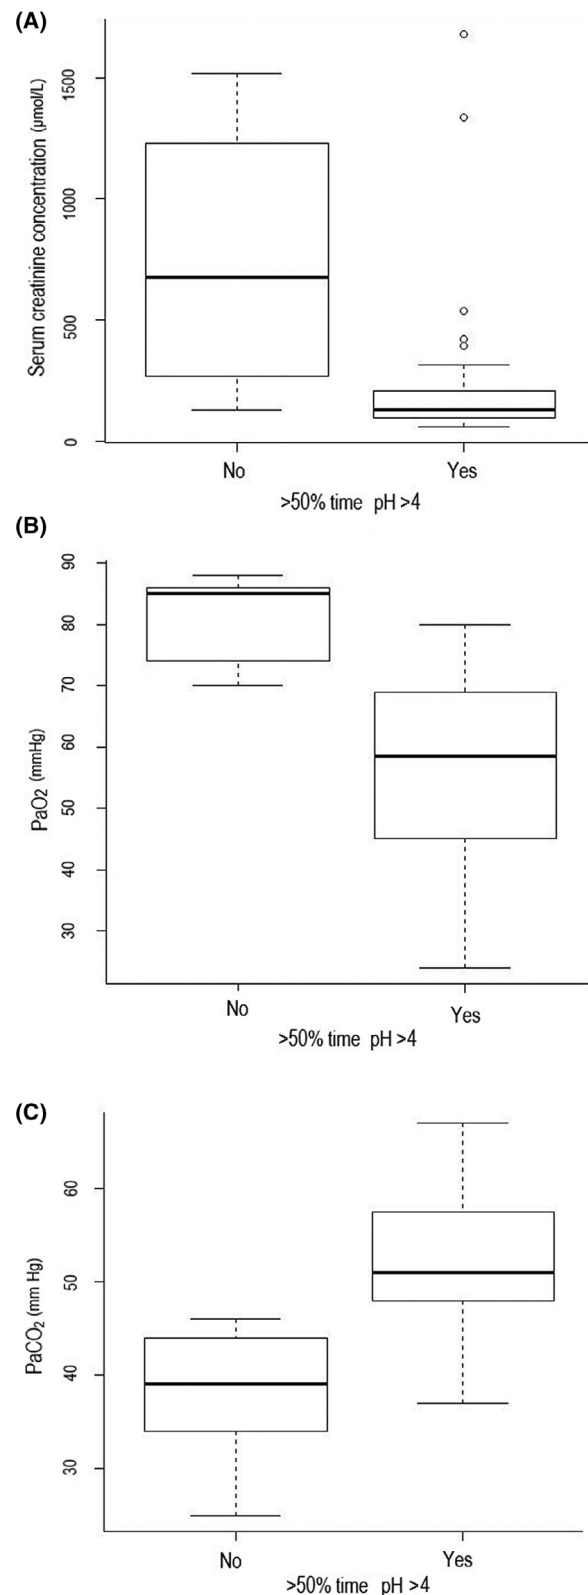 (A)
Serum creatinine concentration (µmol/L)
1500
1000
500
0
No Yes
>50% time pH >4
(B)
PaO2 (mmHg)
90
80
70
60
50
40
30
No Yes
>50% time pH >4
(C)
PaCO2 (mm Hg)
60
50
40
30
No Yes
>50% time pH >4